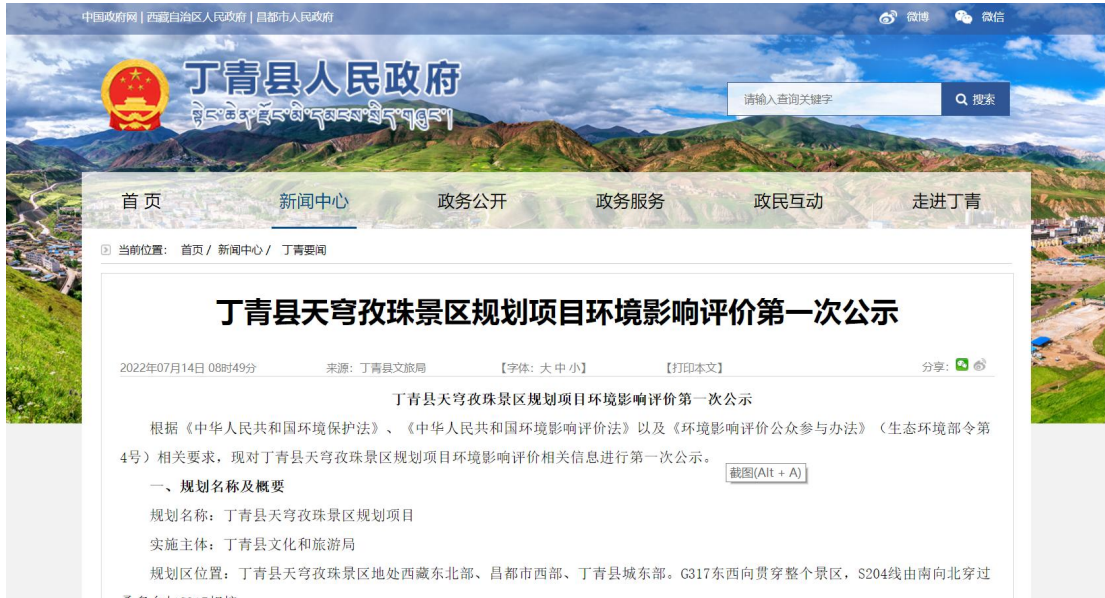 中国政府网 | 西藏自治区人民政府 | 昌都市人民政府
微博 微信
丁青县人民政府
སྟེང་ཆེན་རྫོང་མི་དམངས་སྲིད་གཞུང་།
请输入查询关键字 搜索
首 页 新闻中心 政务公开 政务服务 政民互动 走进丁青
当前位置： 首页 / 新闻中心 / 丁青要闻
丁青县天穹孜珠景区规划项目环境影响评价第一次公示
2022年07月14日 08时49分 来源：丁青县文旅局 【字体：大 中 小】 【打印本文】 分享：
丁青县天穹孜珠景区规划项目环境影响评价第一次公示
根据《中华人民共和国环境保护法》、《中华人民共和国环境影响评价法》以及《环境影响评价公众参与办法》（生态环境部令第
4号）相关要求，现对丁青县天穹孜珠景区规划项目环境影响评价相关信息进行第一次公示。
截图(Alt + A)
一、规划名称及概要
规划名称：丁青县天穹孜珠景区规划项目
实施主体：丁青县文化和旅游局
规划区位置：丁青县天穹孜珠景区地处西藏东北部、昌都市西部、丁青县城东部。G317东西向贯穿整个景区，S204线由南向北穿过